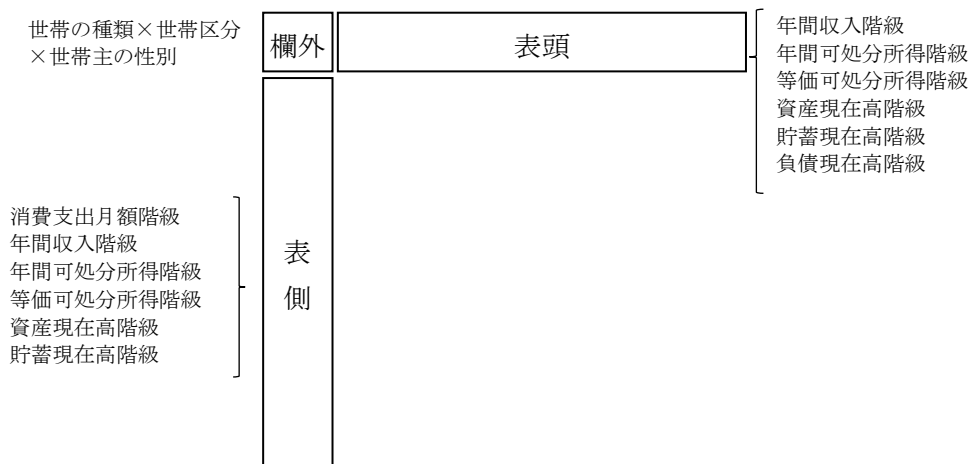 世帯の種類×世帯区分
×世帯主の性別
欄外
表頭
年間収入階級
年間可処分所得階級
等価可処分所得階級
資産現在高階級
貯蓄現在高階級
負債現在高階級
消費支出月額階級
年間収入階級
年間可処分所得階級
等価可処分所得階級
資産現在高階級
貯蓄現在高階級
表
側